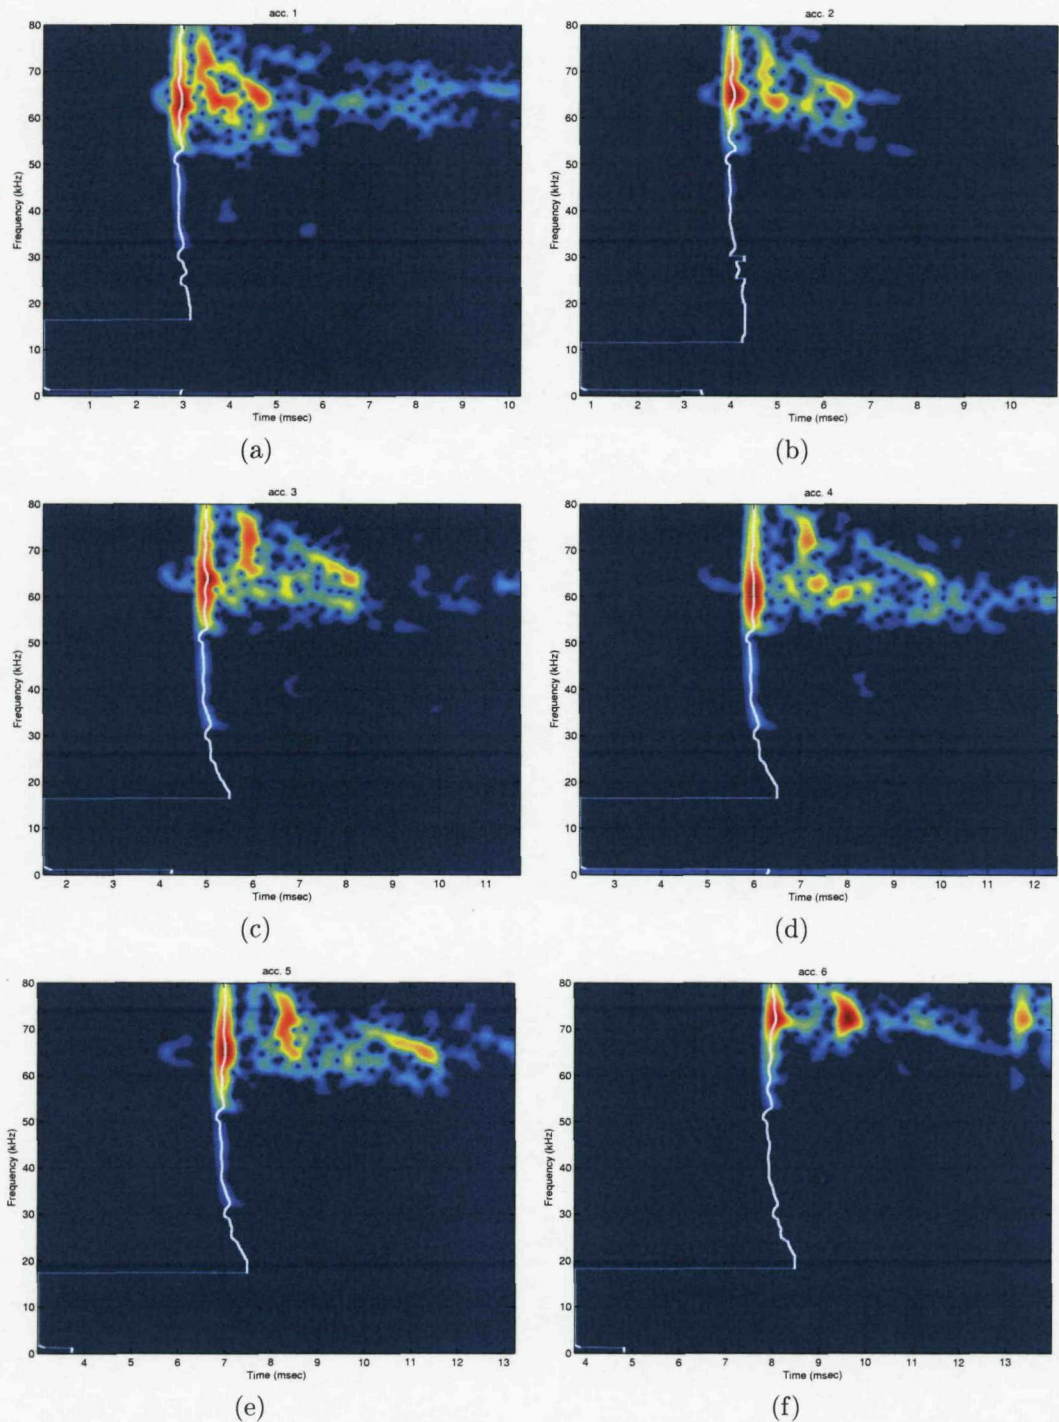 acc. 1
80
70
60
50
40
30
20
10
0
Frequency (kHz)
1 2 3 4 5 6 7 8 9 10
Time (msec)
(a)
acc. 2
80
70
60
50
40
30
20
10
0
Frequency (kHz)
1 2 3 4 5 6 7 8 9 10
Time (msec)
(b)
acc. 3
80
70
60
50
40
30
20
10
0
Frequency (kHz)
2 3 4 5 6 7 8 9 10 11
Time (msec)
(c)
acc. 4
80
70
60
50
40
30
20
10
0
Frequency (kHz)
3 4 5 6 7 8 9 10 11 12
Time (msec)
(d)
acc. 5
80
70
60
50
40
30
20
10
0
Frequency (kHz)
4 5 6 7 8 9 10 11 12 13
Time (msec)
(e)
acc. 6
80
70
60
50
40
30
20
10
0
Frequency (kHz)
4 5 6 7 8 9 10 11 12 13
Time (msec)
(f)